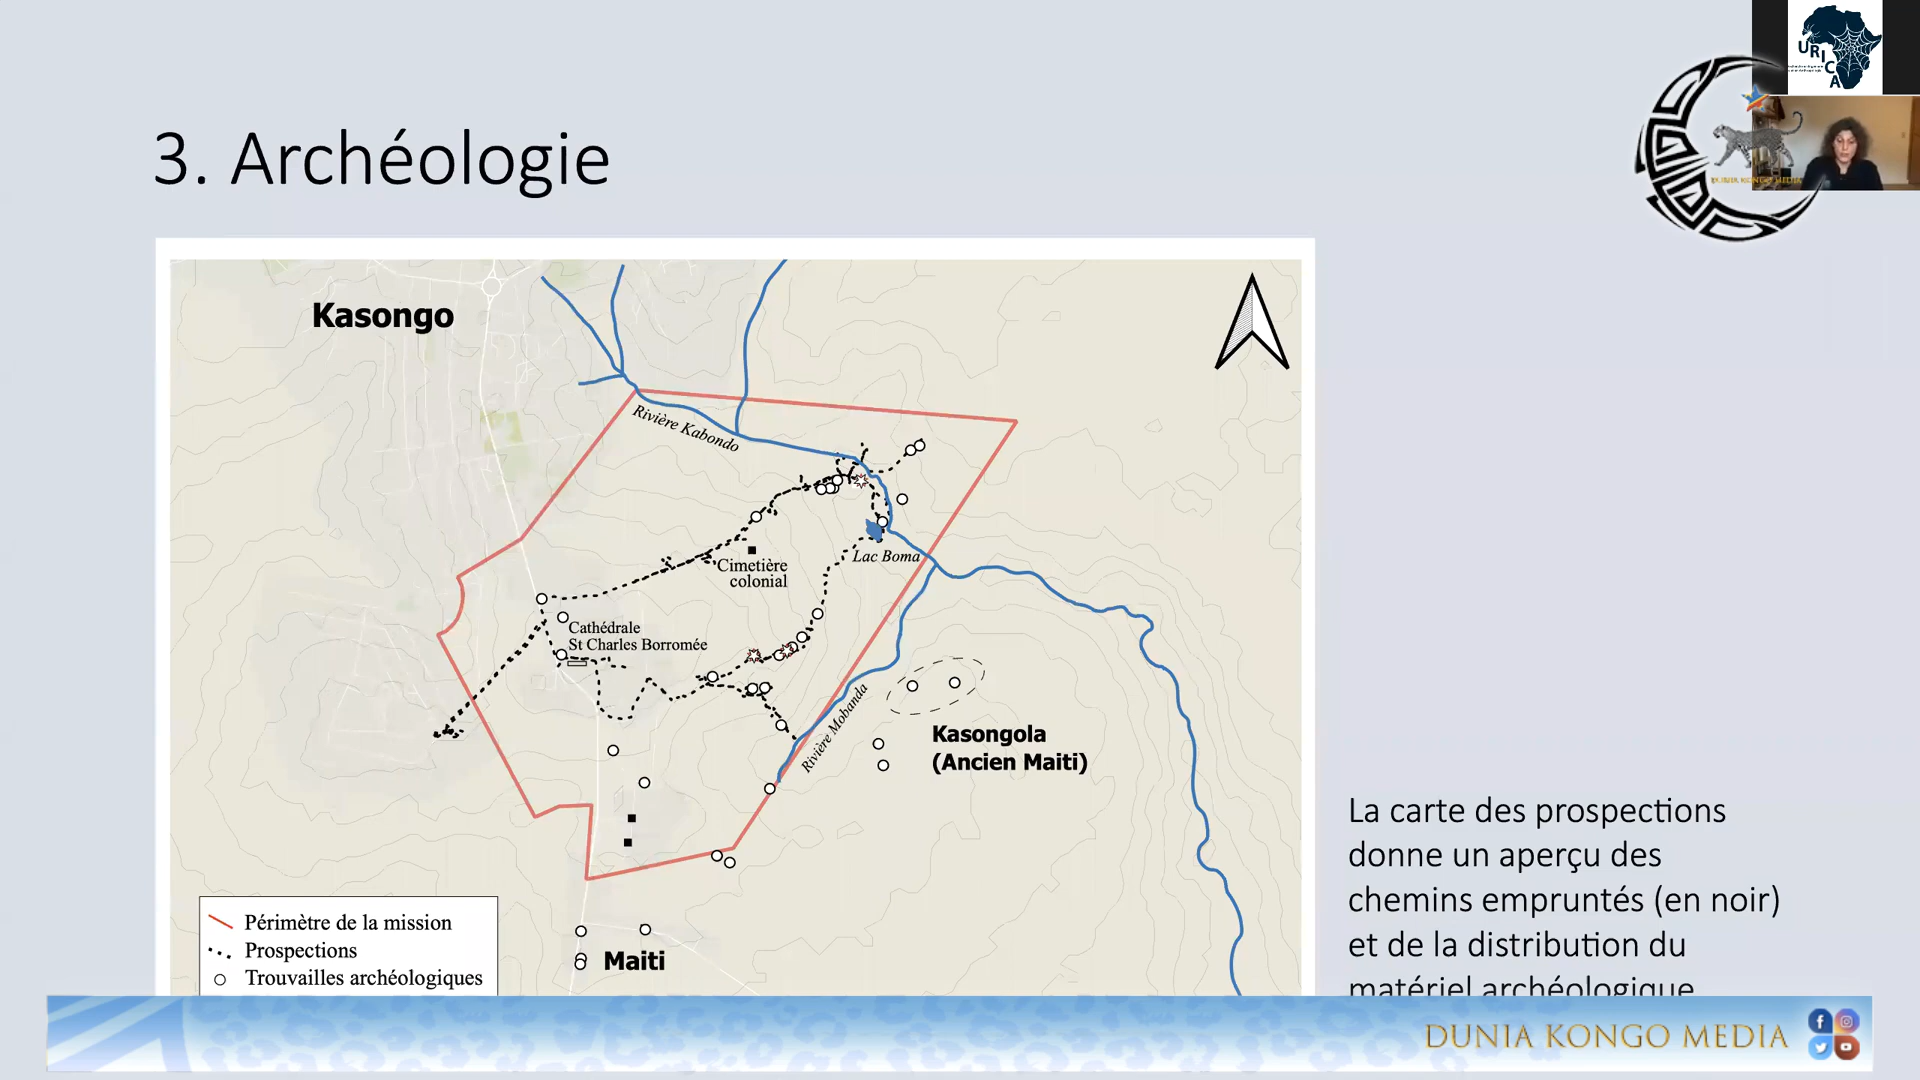 URICA
3. Archéologie
Kasongo
Rivière Kabondo
Lac Boma
Cimetière
colonial
Cathédrale
St Charles Borromée
Rivière Mobanda
Kasongola
(Ancien Maiti)
Maiti
Périmètre de la mission
Prospections
Trouvailles archéologiques
La carte des prospections
donne un aperçu des
chemins empruntés (en noir)
et de la distribution du
matériel archéologique
DUNIA KONGO MEDIA